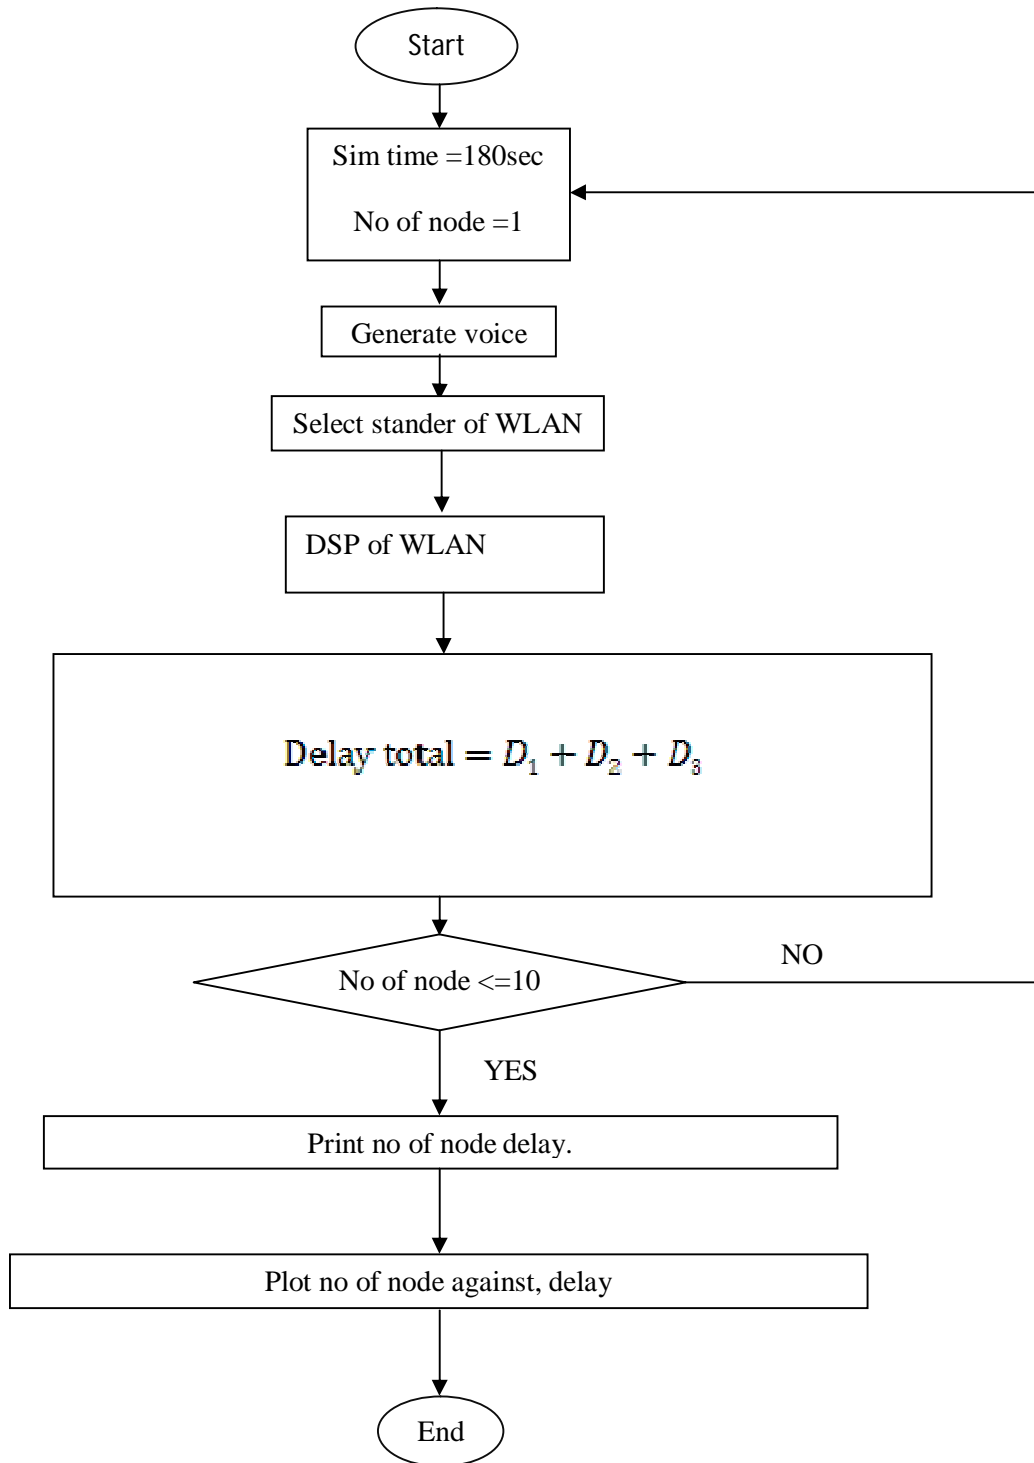 Start
Sim time =180sec
No of node =1
Generate voice
Select stander of WLAN
DSP of WLAN
Delay total = D₁ + D₂ + D₃
No of node <=10
NO
YES
Print no of node delay.
Plot no of node against, delay
End